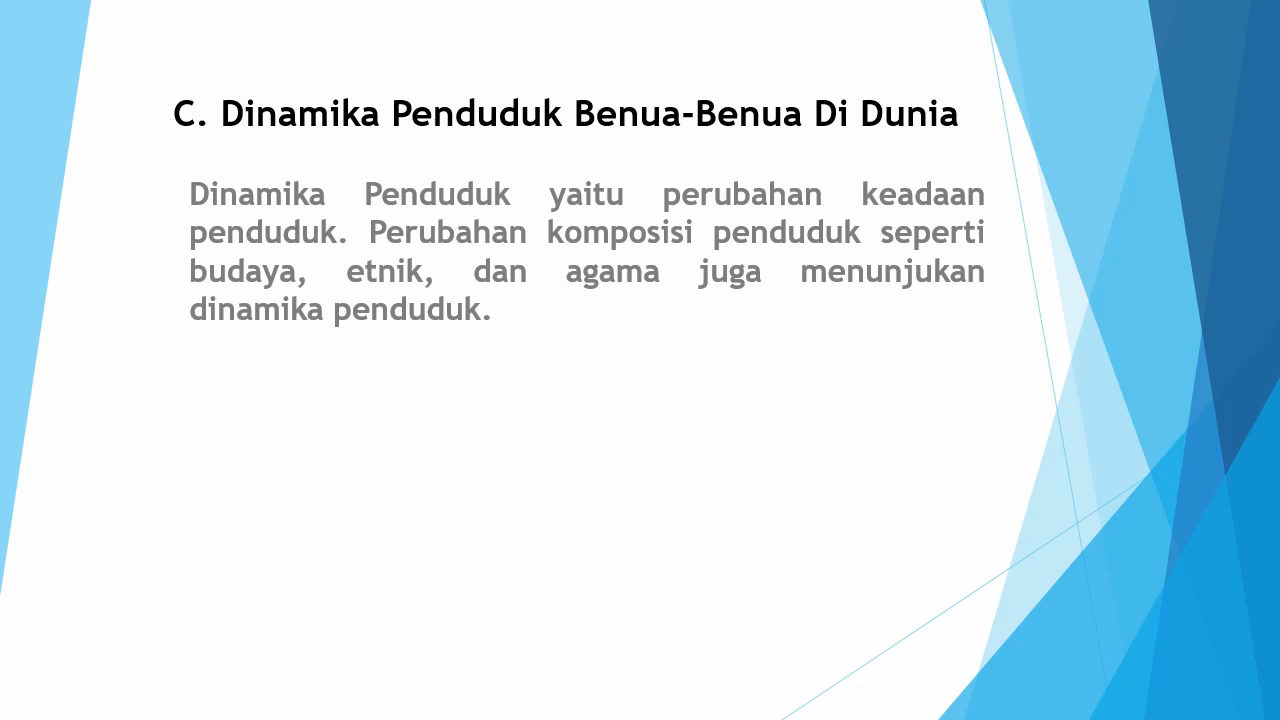 C. Dinamika Penduduk Benua-Benua Di Dunia
Dinamika Penduduk yaitu perubahan keadaan
penduduk. Perubahan komposisi penduduk seperti
budaya, etnik, dan agama juga menunjukan
dinamika penduduk.